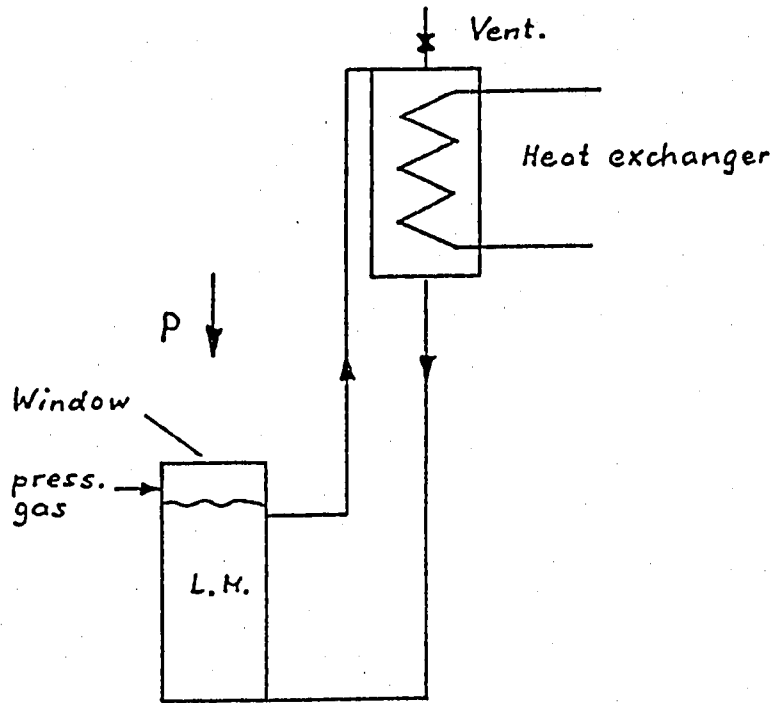 Vent.
Heat exchanger
p
Window
press.
gas
L.M.